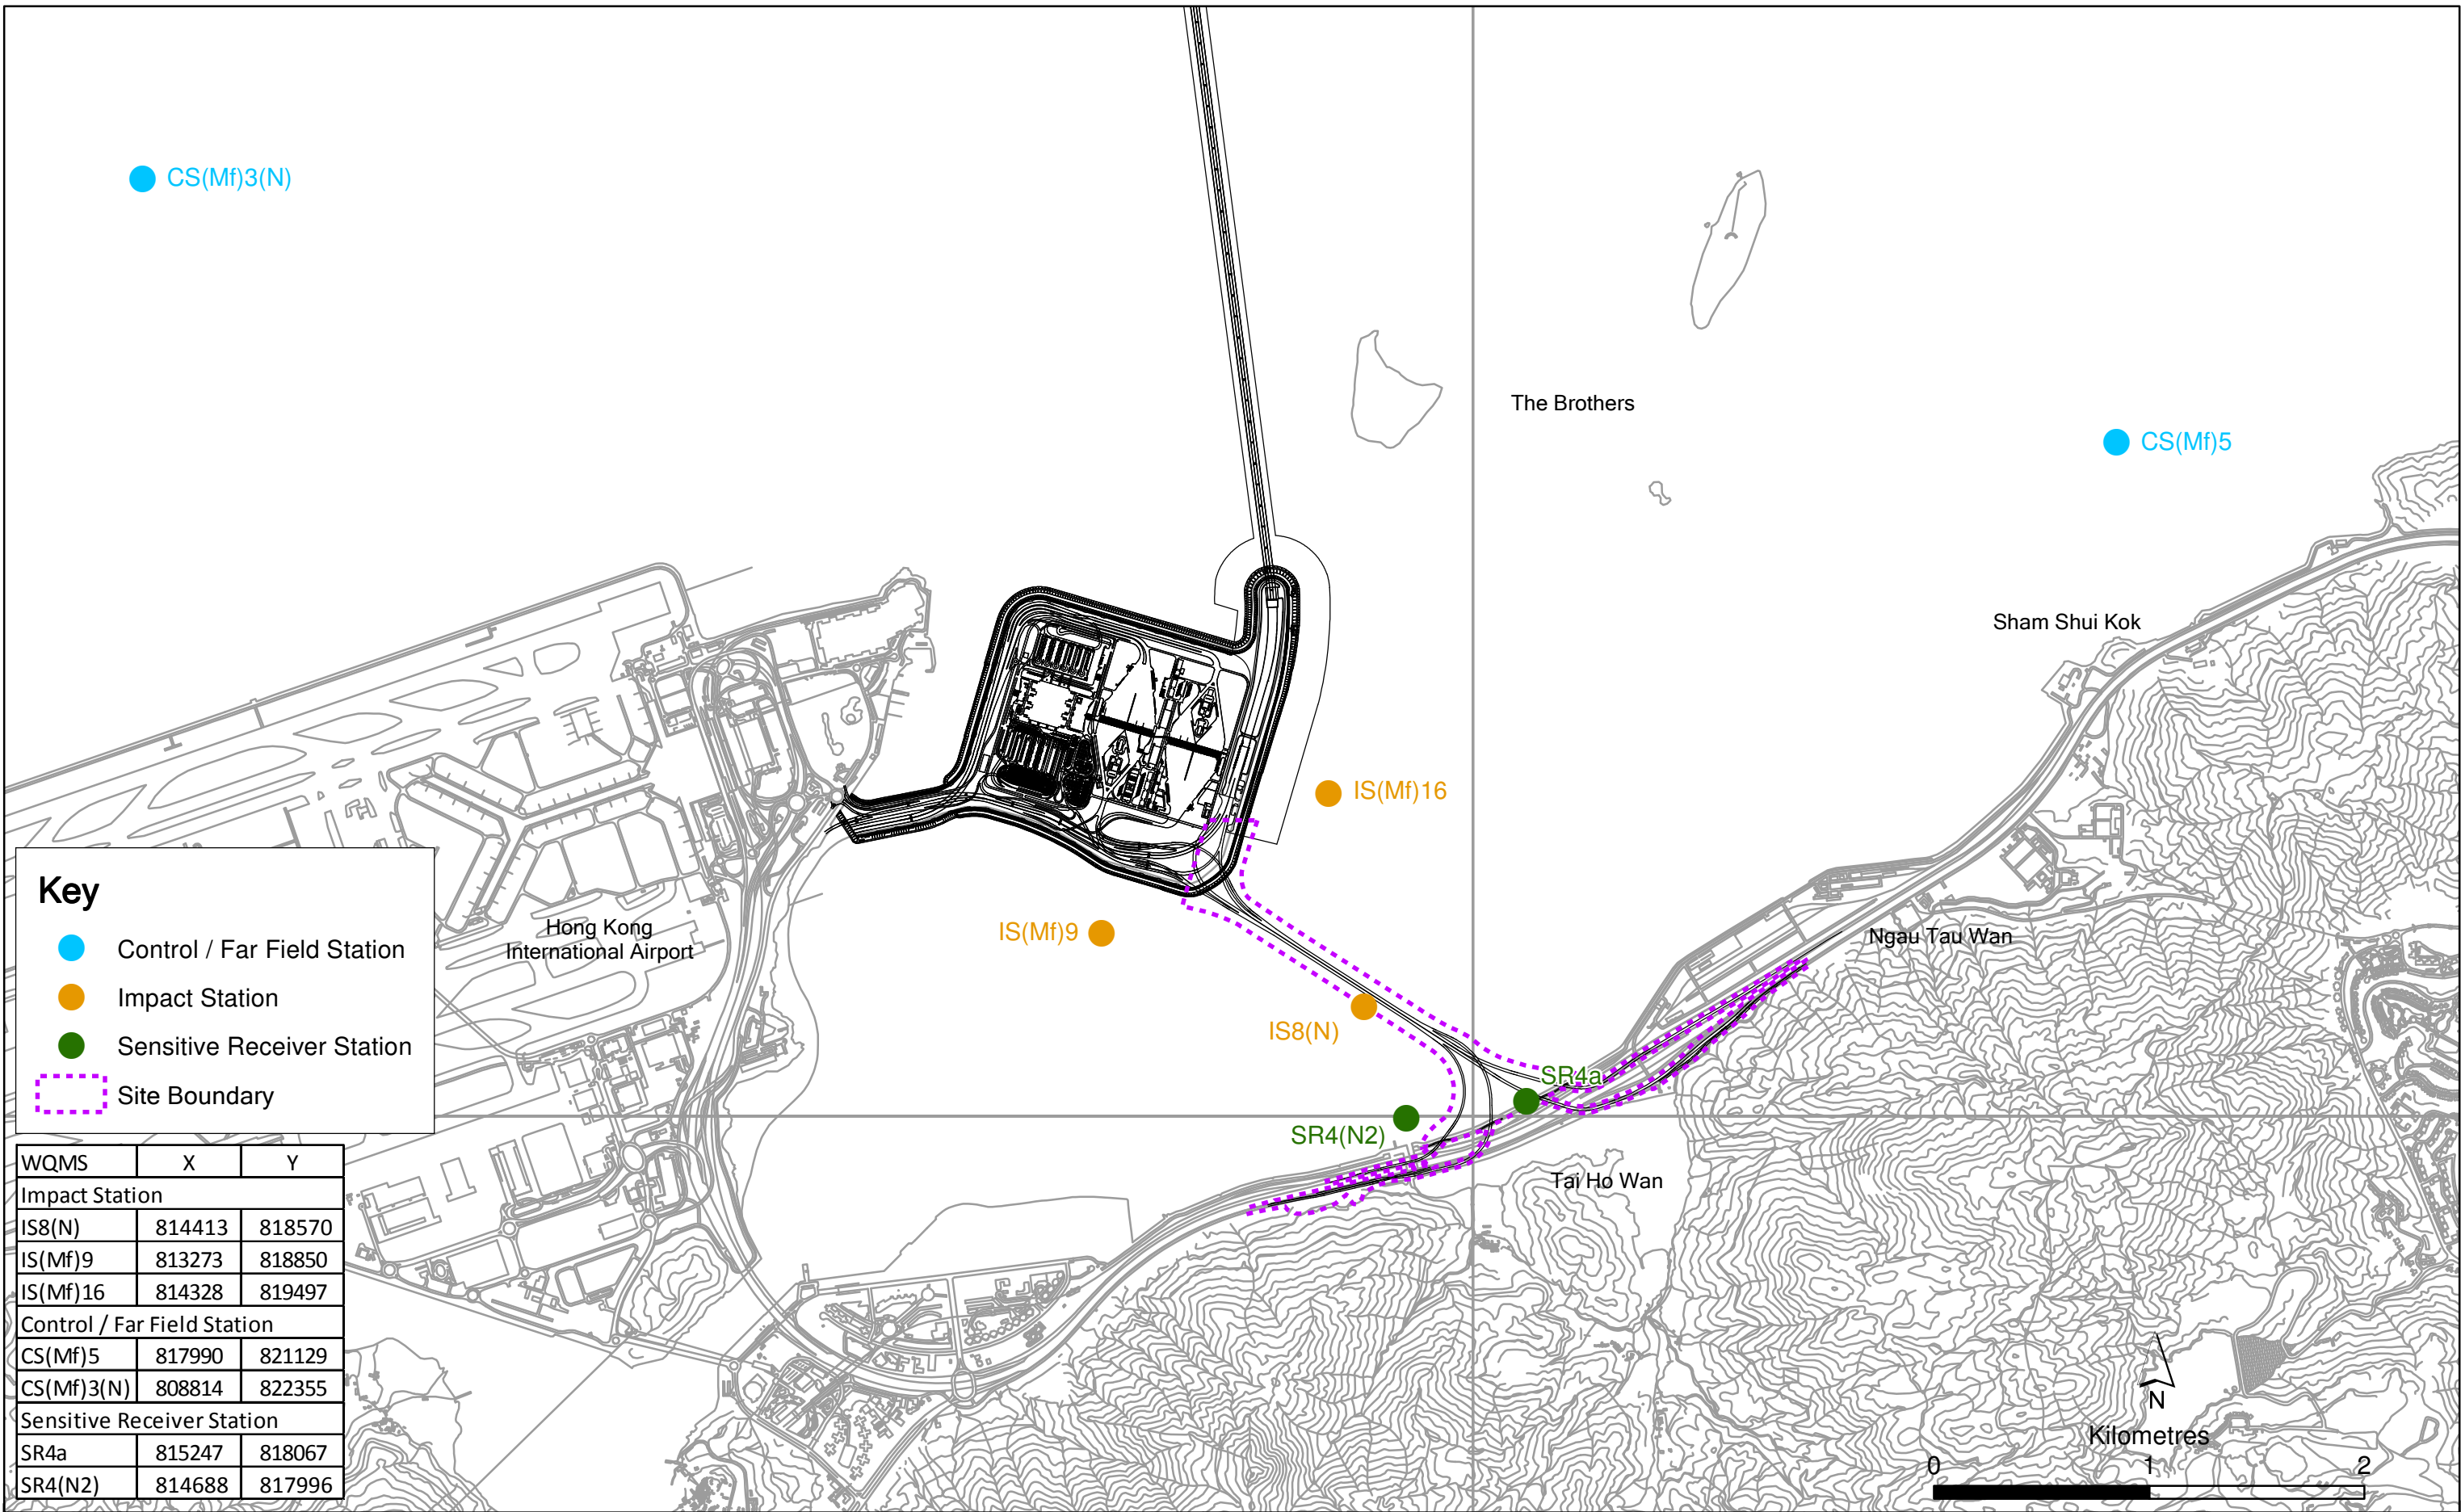 CS(Mf)3(N)
The Brothers
CS(Mf)5
Sham Shui Kok
IS(Mf)16
Hong Kong
International Airport
IS(Mf)9
Ngau Tau Wan
IS8(N)
SR4a
SR4(N2)
Tai Ho Wan
Key
Control / Far Field Station
Impact Station
Sensitive Receiver Station
Site Boundary
WQMS X Y
Impact Station
IS8(N) 814413 818570
IS(Mf)9 813273 818850
IS(Mf)16 814328 819497
Control / Far Field Station
CS(Mf)5 817990 821129
CS(Mf)3(N) 808814 822355
Sensitive Receiver Station
SR4a 815247 818067
SR4(N2) 814688 817996
N
Kilometres
0 1 2